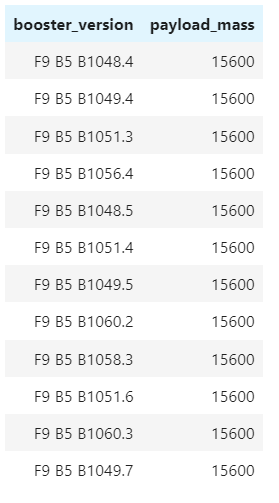 booster_version payload_mass
F9 B5 B1048.4 15600
F9 B5 B1049.4 15600
F9 B5 B1051.3 15600
F9 B5 B1056.4 15600
F9 B5 B1048.5 15600
F9 B5 B1051.4 15600
F9 B5 B1049.5 15600
F9 B5 B1060.2 15600
F9 B5 B1058.3 15600
F9 B5 B1051.6 15600
F9 B5 B1060.3 15600
F9 B5 B1049.7 15600